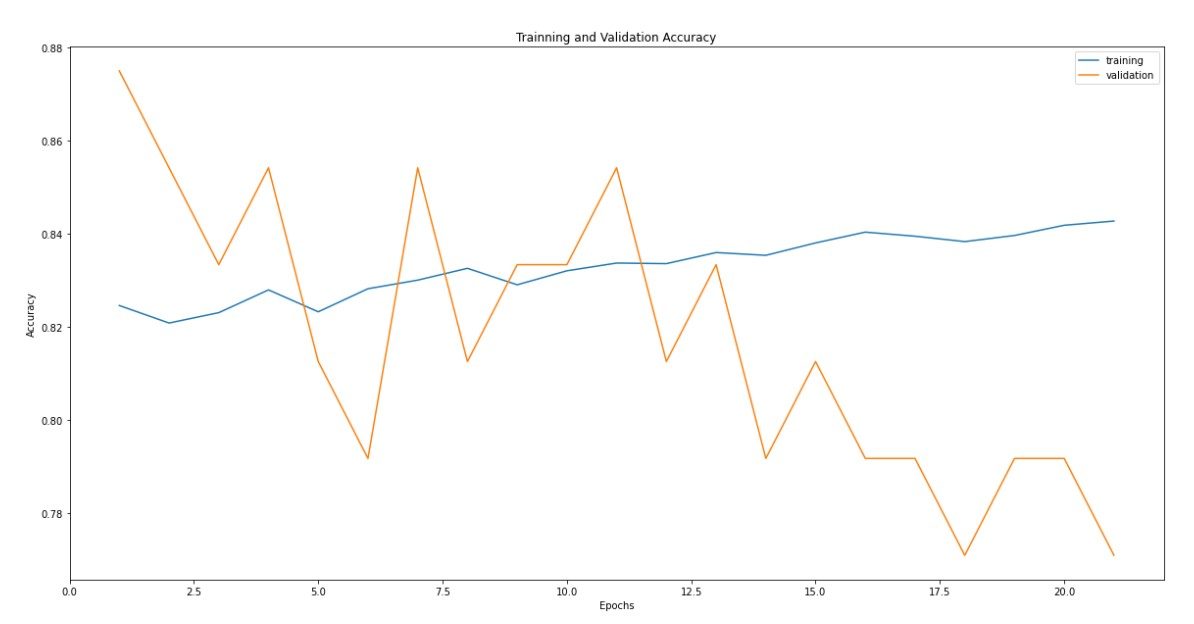 Trainning and Validation Accuracy
0.88
0.86
0.84
0.82
0.80
0.78
Accuracy
training
validation
0.0 2.5 5.0 7.5 10.0 12.5 15.0 17.5 20.0
Epochs